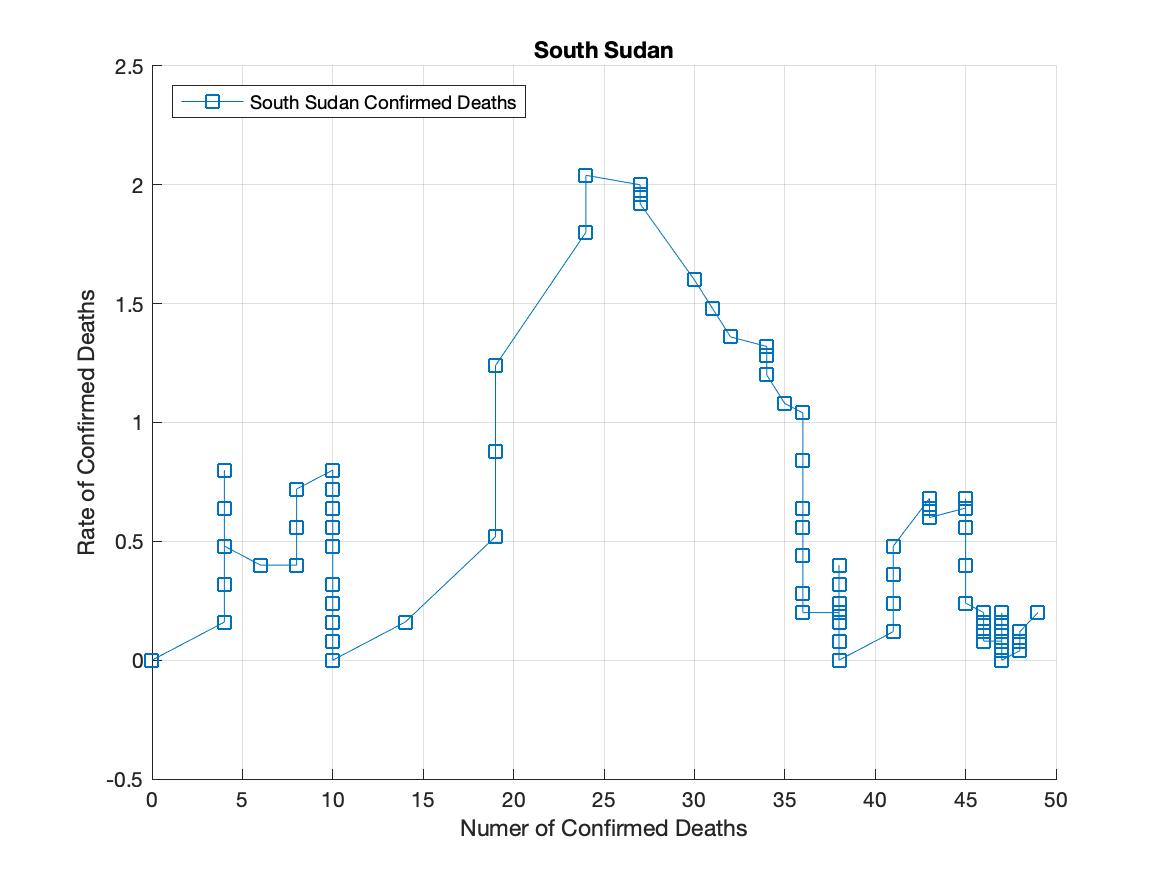 South Sudan
South Sudan Confirmed Deaths
2.5
2
1.5
1
0.5
0
-0.5
Rate of Confirmed Deaths
0 5 10 15 20 25 30 35 40 45 50
Numer of Confirmed Deaths